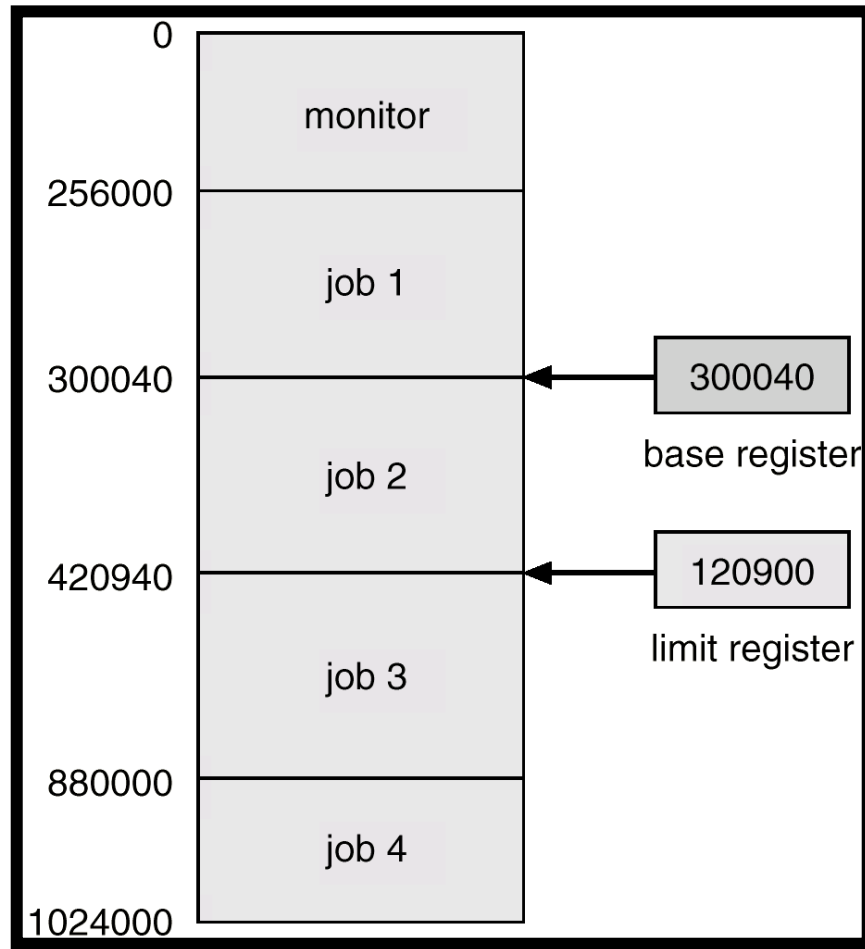 0
monitor
256000
job 1
300040
300040
base register
job 2
420940
120900
limit register
job 3
880000
job 4
1024000